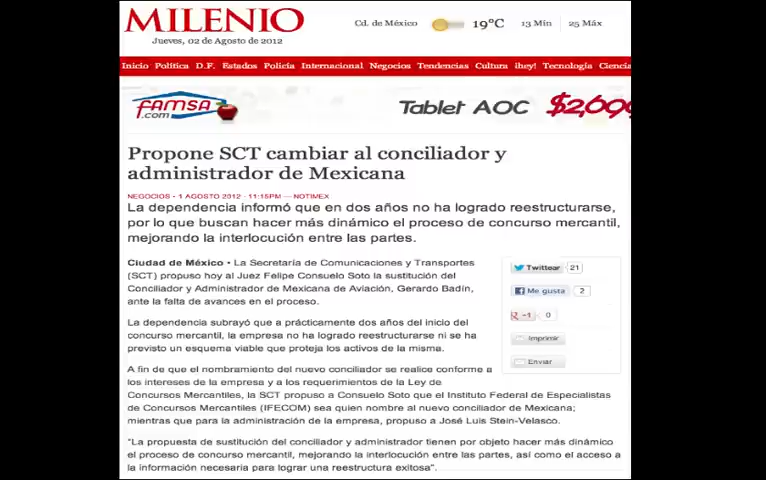 MILENIO
Jueves, 02 de Agosto de 2012
Cd. de México 19°C 13 Mín 25 Máx
Inicio Política D.F. Estados Policía Internacional Negocios Tendencias Cultura ¡hey! Tecnología Ciencia
FAMSA .com Tablet AOC $2,699
Propone SCT cambiar al conciliador y
administrador de Mexicana
NEGOCIOS • 1 AGOSTO 2012 - 11:15PM — NOTIMEX
La dependencia informó que en dos años no ha logrado reestructurarse,
por lo que buscan hacer más dinámico el proceso de concurso mercantil,
mejorando la interlocución entre las partes.
Ciudad de México • La Secretaría de Comunicaciones y Transportes
(SCT) propuso hoy al Juez Felipe Consuelo Soto la sustitución del
Conciliador y Administrador de Mexicana de Aviación, Gerardo Badín,
ante la falta de avances en el proceso.
La dependencia subrayó que a prácticamente dos años del inicio del
concurso mercantil, la empresa no ha logrado reestructurarse ni se ha
previsto un esquema viable que proteja los activos de la misma.
A fin de que el nombramiento del nuevo conciliador se realice conforme a
los intereses de la empresa y a los requerimientos de la Ley de
Concursos Mercantiles, la SCT propuso a Consuelo Soto que el Instituto Federal de Especialistas
de Concursos Mercantiles (IFECOM) sea quien nombre al nuevo conciliador de Mexicana;
mientras que para la administración de la empresa, propuso a José Luis Stein-Velasco.
"La propuesta de sustitución del conciliador y administrador tienen por objeto hacer más dinámico
el proceso de concurso mercantil, mejorando la interlocución entre las partes, así como el acceso a
la información necesaria para lograr una reestructura exitosa".
Twittear 21
Me gusta 2
+1 0
Imprimir
Enviar